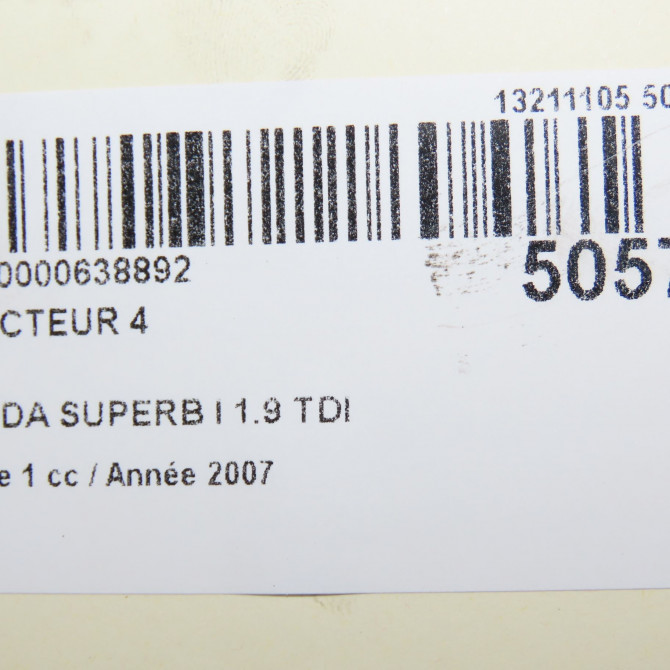 13211105 50
0000638892
5057
CTEUR 4
DA SUPERB I 1.9 TDI
e 1 cc / Année 2007